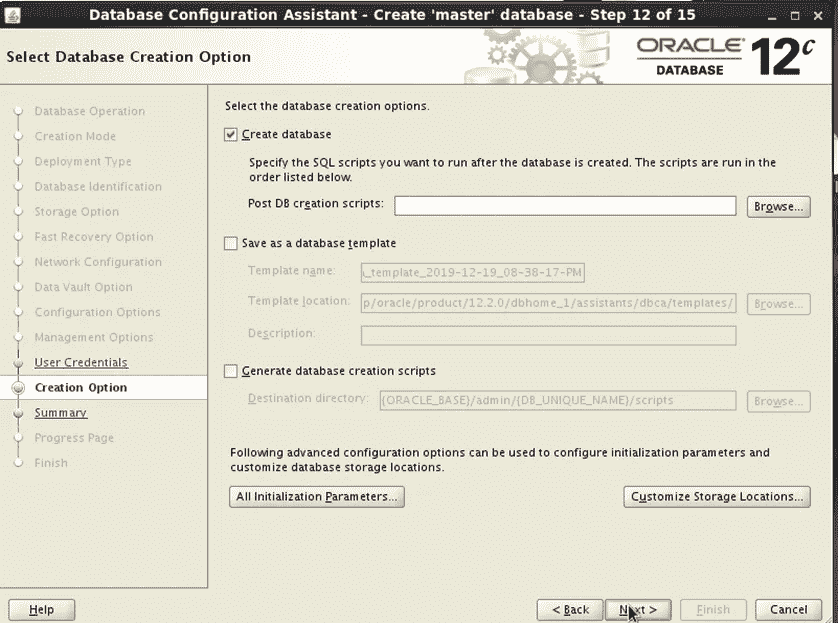 Database Configuration Assistant - Create 'master' database - Step 12 of 15
Select Database Creation Option
ORACLE
DATABASE
12c
Database Operation
Creation Mode
Deployment Type
Database Identification
Storage Option
Fast Recovery Option
Network Configuration
Data Vault Option
Configuration Options
Management Options
User Credentials
Creation Option
Summary
Progress Page
Finish
Select the database creation options.
Create database
Specify the SQL scripts you want to run after the database is created. The scripts are run in the
order listed below.
Post DB creation scripts:
Browse...
Save as a database template
Template name:
_template_2019-12-19_08-38-17-PM
Template location:
p/oracle/product/12.2.0/dbhome_1/assistants/dbca/templates/
Browse...
Description:
Generate database creation scripts
Destination directory:
{ORACLE_BASE}/admin/{DB_UNIQUE_NAME}/scripts
Browse...
Following advanced configuration options can be used to configure initialization parameters and
customize database storage locations.
All Initialization Parameters...
Customize Storage Locations...
Help
< Back
Next >
Finish
Cancel